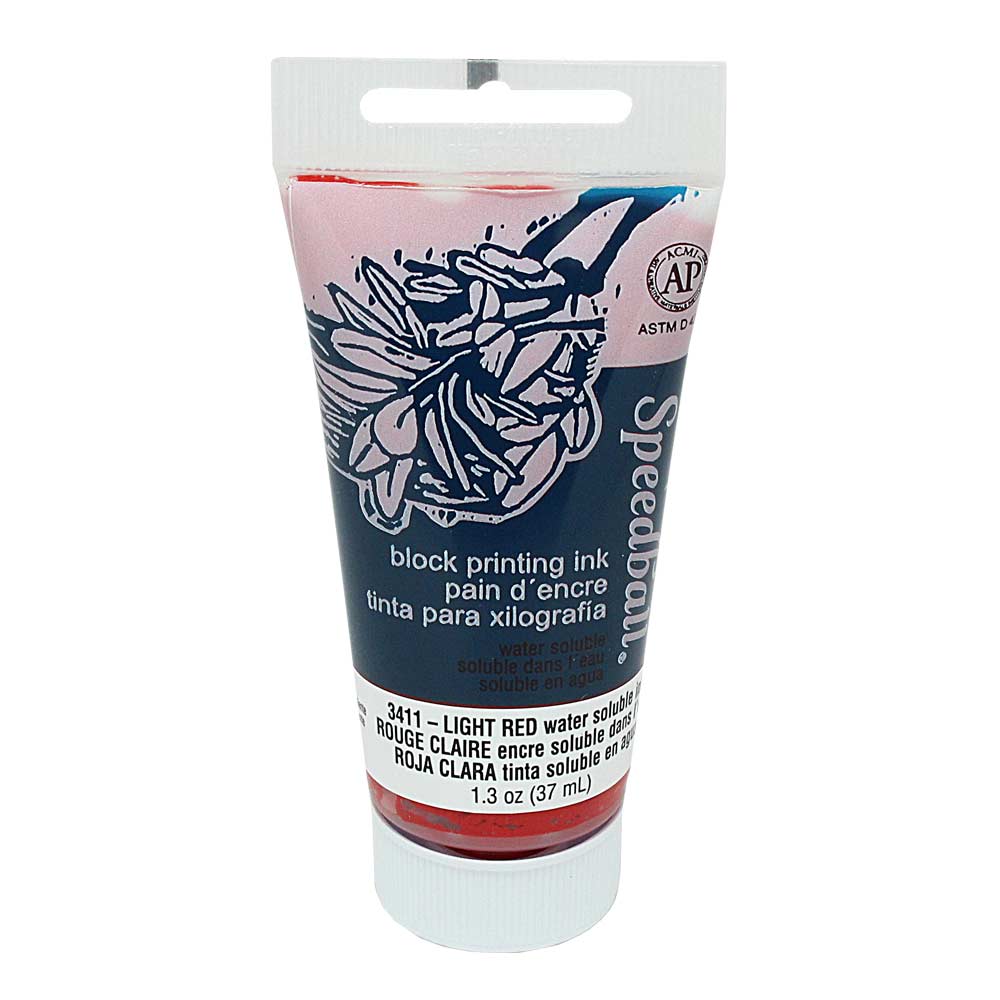 ACMI
AP
ASTM D 4
Speedball®
block printing ink
pain d´encre
tinta para xilografía
water soluble
soluble dans l´eau
soluble en agua
3411 – LIGHT RED water soluble
ROUGE CLAIRE encre soluble dans
ROJA CLARA tinta soluble en
1.3 oz (37 mL)